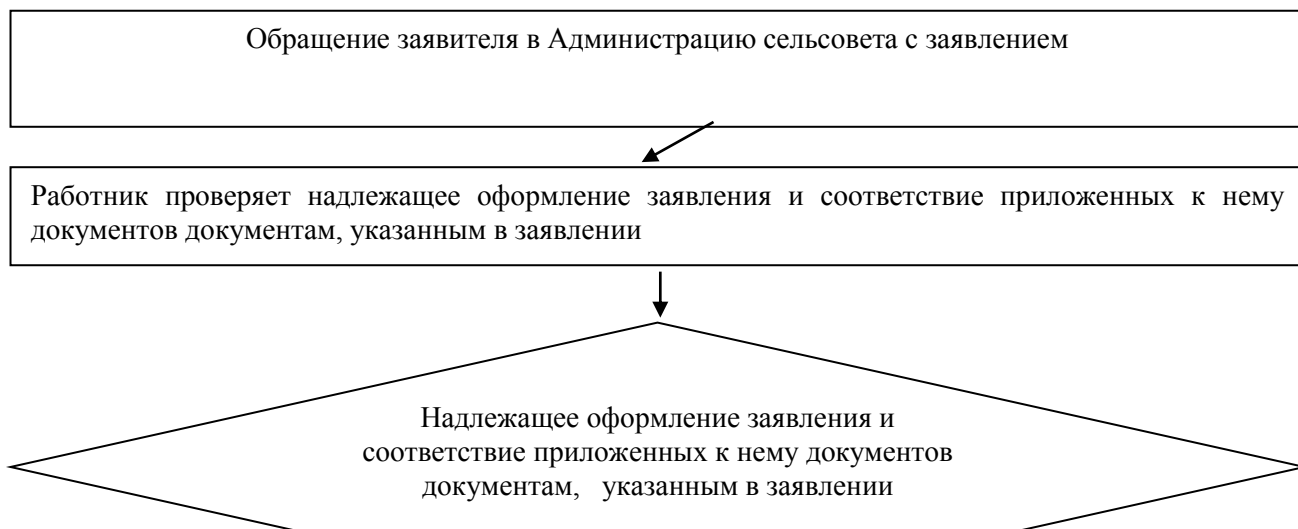 Обращение заявителя в Администрацию сельсовета с заявлением
Работник проверяет надлежащее оформление заявления и соответствие приложенных к нему
документов документам, указанным в заявлении
Надлежащее оформление заявления и
соответствие приложенных к нему документов
документам, указанным в заявлении